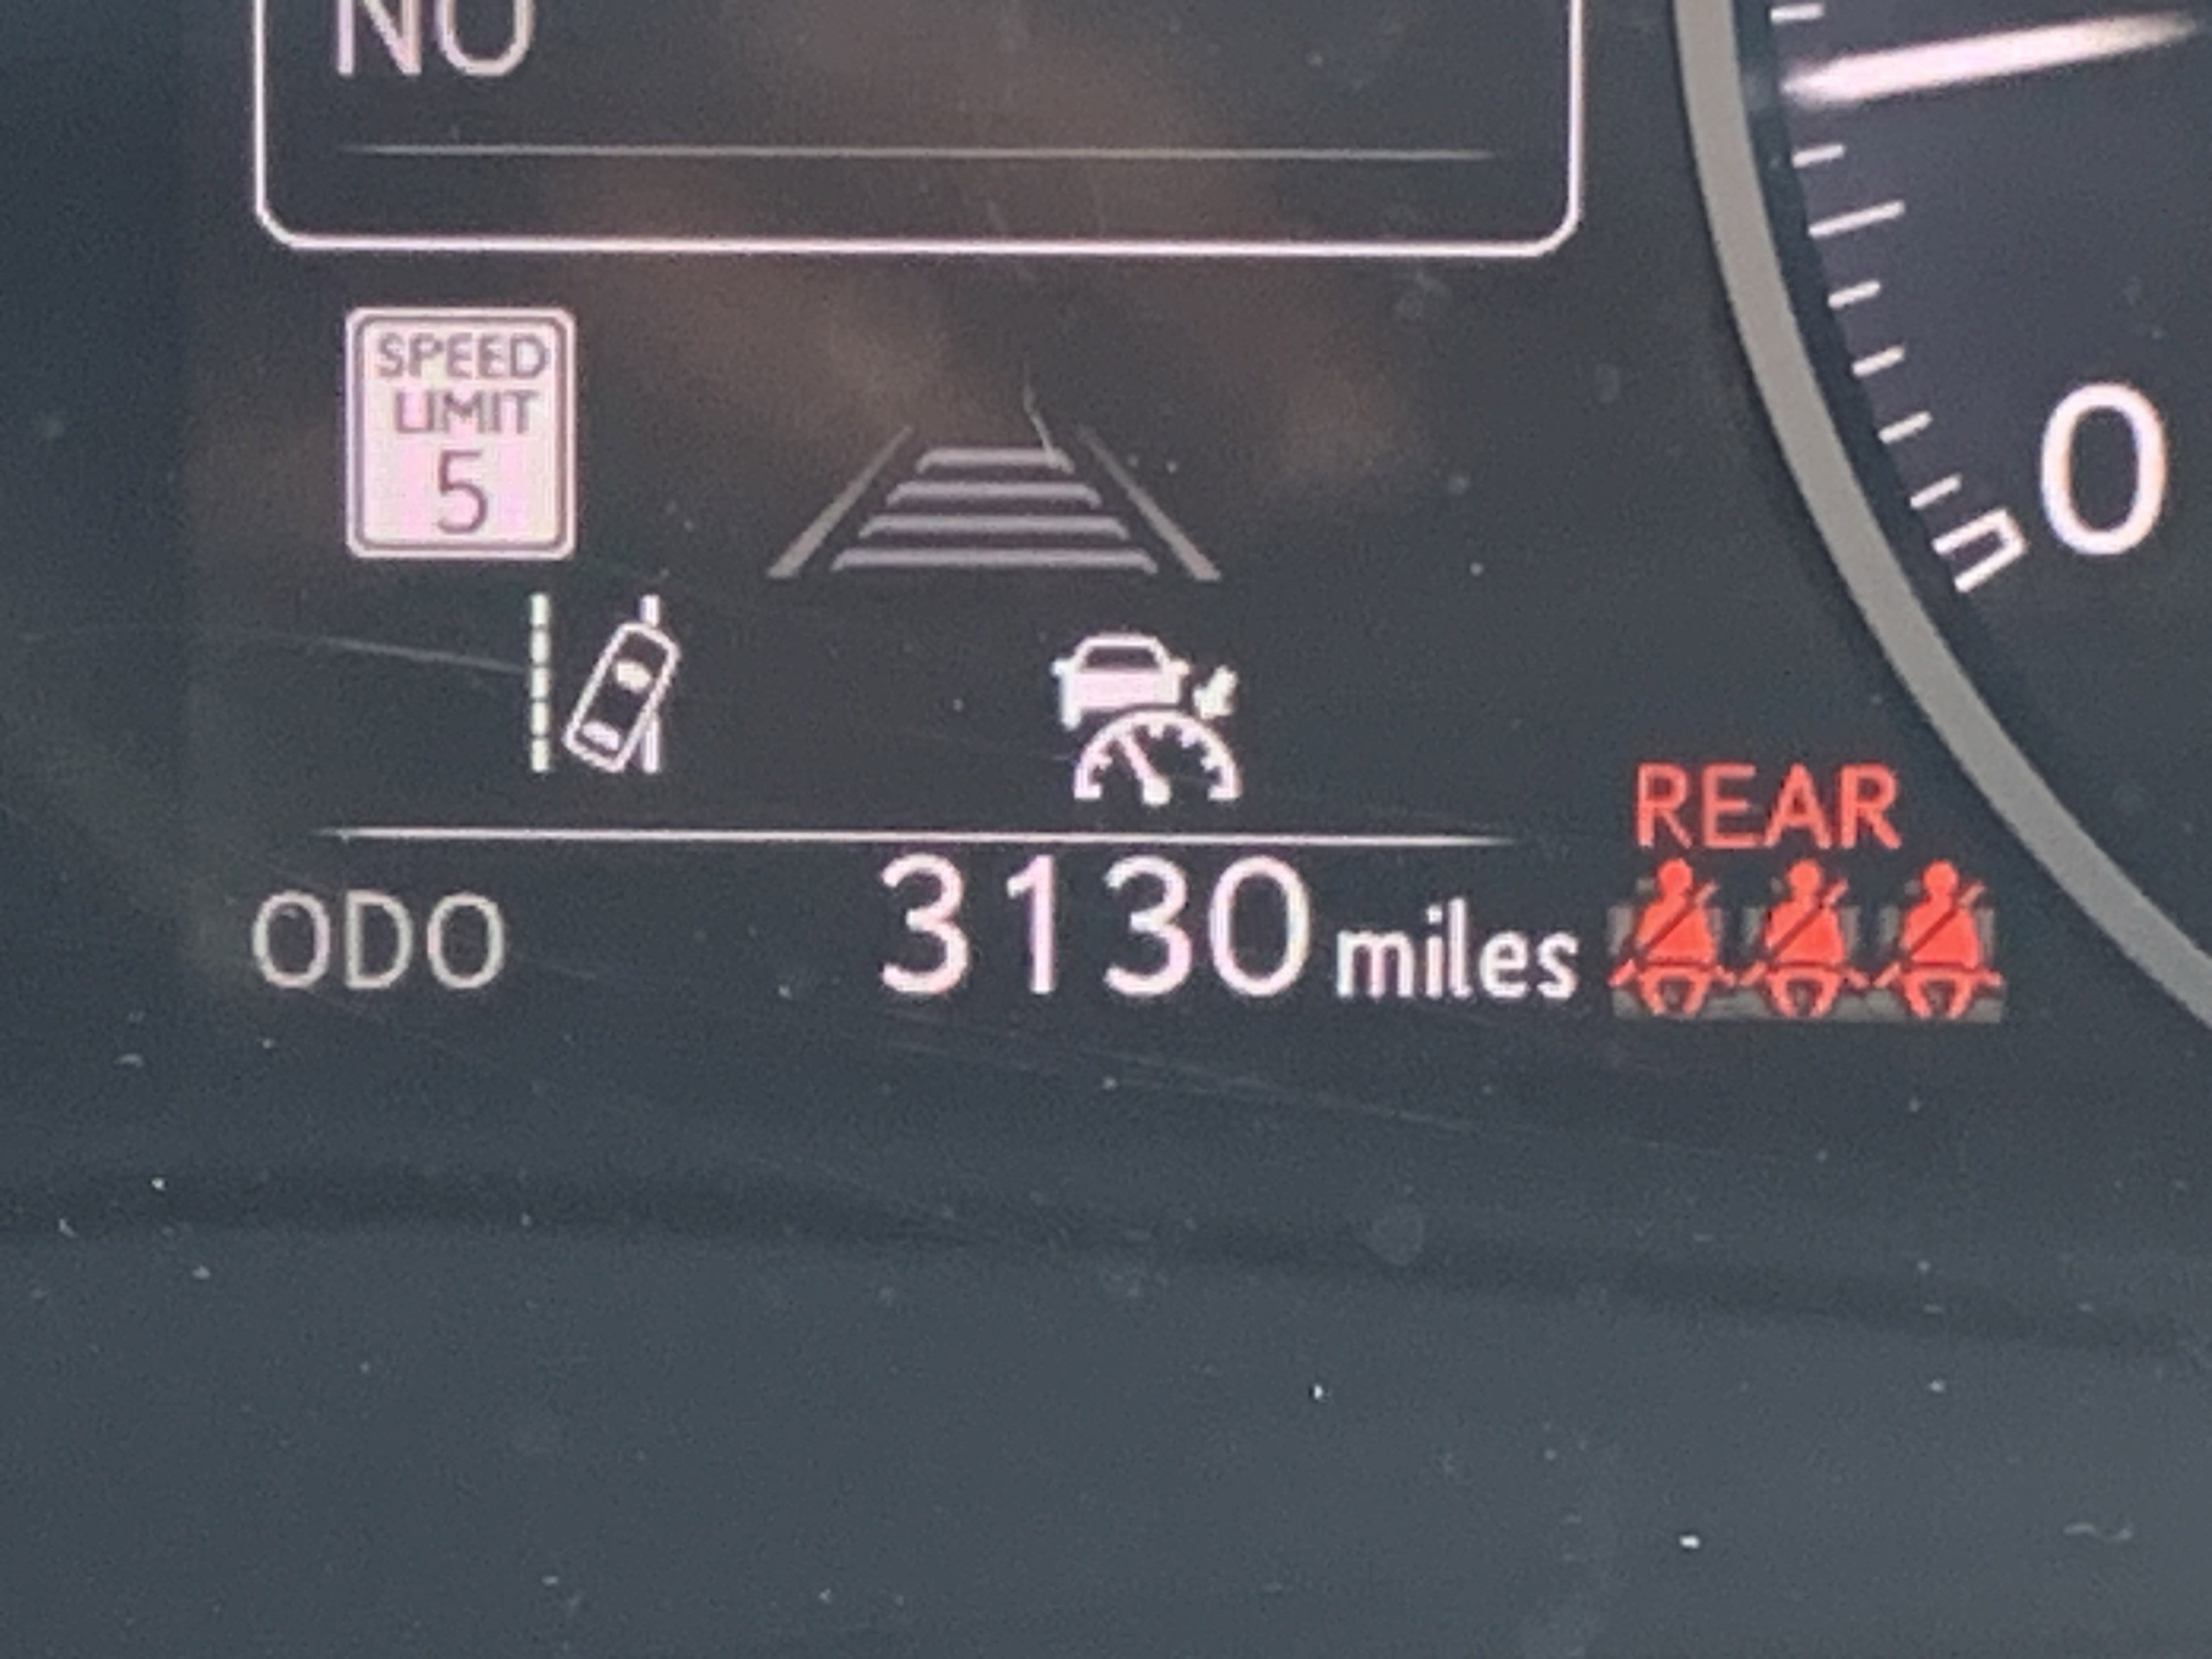 NO
SPEED
LIMIT
5
0
REAR
ODO 3130 miles